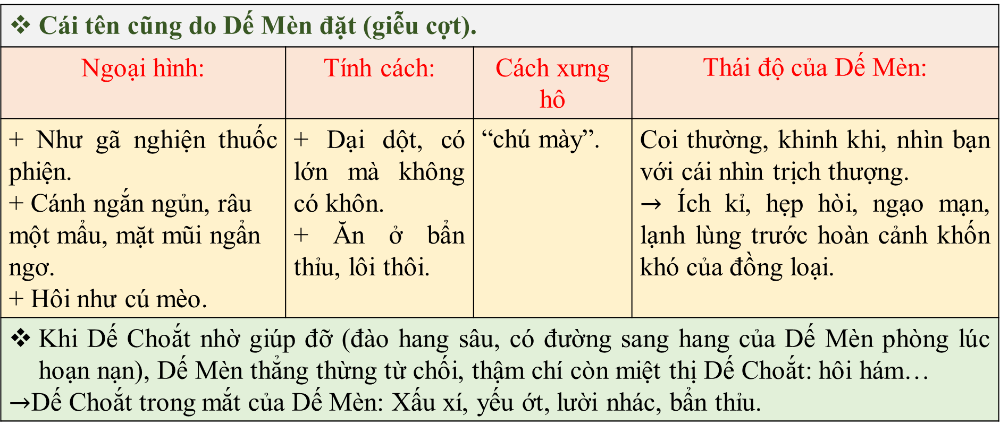 ❖ Cái tên cũng do Dế Mèn đặt (giễu cợt).
Ngoại hình:
Tính cách:
Cách xưng
hô
Thái độ của Dế Mèn:
+ Như gã nghiện thuốc
phiện.
+ Cánh ngắn ngủn, râu
một mẩu, mặt mũi ngẩn
ngơ.
+ Hôi như cú mèo.
+ Dại dột, có
lớn mà không
có khôn.
+ Ăn ở bẩn
thỉu, lôi thôi.
“chú mày”.
Coi thường, khinh khi, nhìn bạn
với cái nhìn trịch thượng.
→ Ích kỉ, hẹp hòi, ngạo mạn,
lạnh lùng trước hoàn cảnh khốn
khó của đồng loại.
❖ Khi Dế Choắt nhờ giúp đỡ (đào hang sâu, có đường sang hang của Dế Mèn phòng lúc
hoạn nạn), Dế Mèn thẳng thừng từ chối, thậm chí còn miệt thị Dế Choắt: hôi hám…
→Dế Choắt trong mắt của Dế Mèn: Xấu xí, yếu ớt, lười nhác, bẩn thỉu.